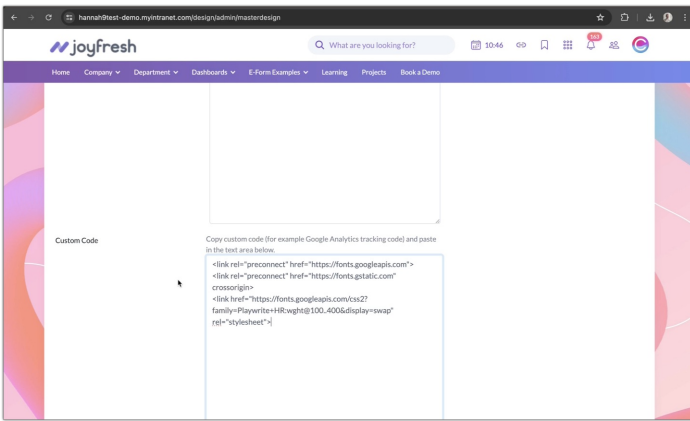 hannah9test-demo.myintranet.com/design/admin/masterdesign
joyfresh
What are you looking for?
10:46
163
Home
Company
Department
Dashboards
E-Form Examples
Learning
Projects
Book a Demo
Custom Code
Copy custom code (for example Google Analytics tracking code) and paste
in the text area below.
<link rel="preconnect" href="https://fonts.googleapis.com">
<link rel="preconnect" href="https://fonts.gstatic.com"
crossorigin>
<link href="https://fonts.googleapis.com/css2?
family=Playwrite+HR:wght@100..400&display=swap"
rel="stylesheet">